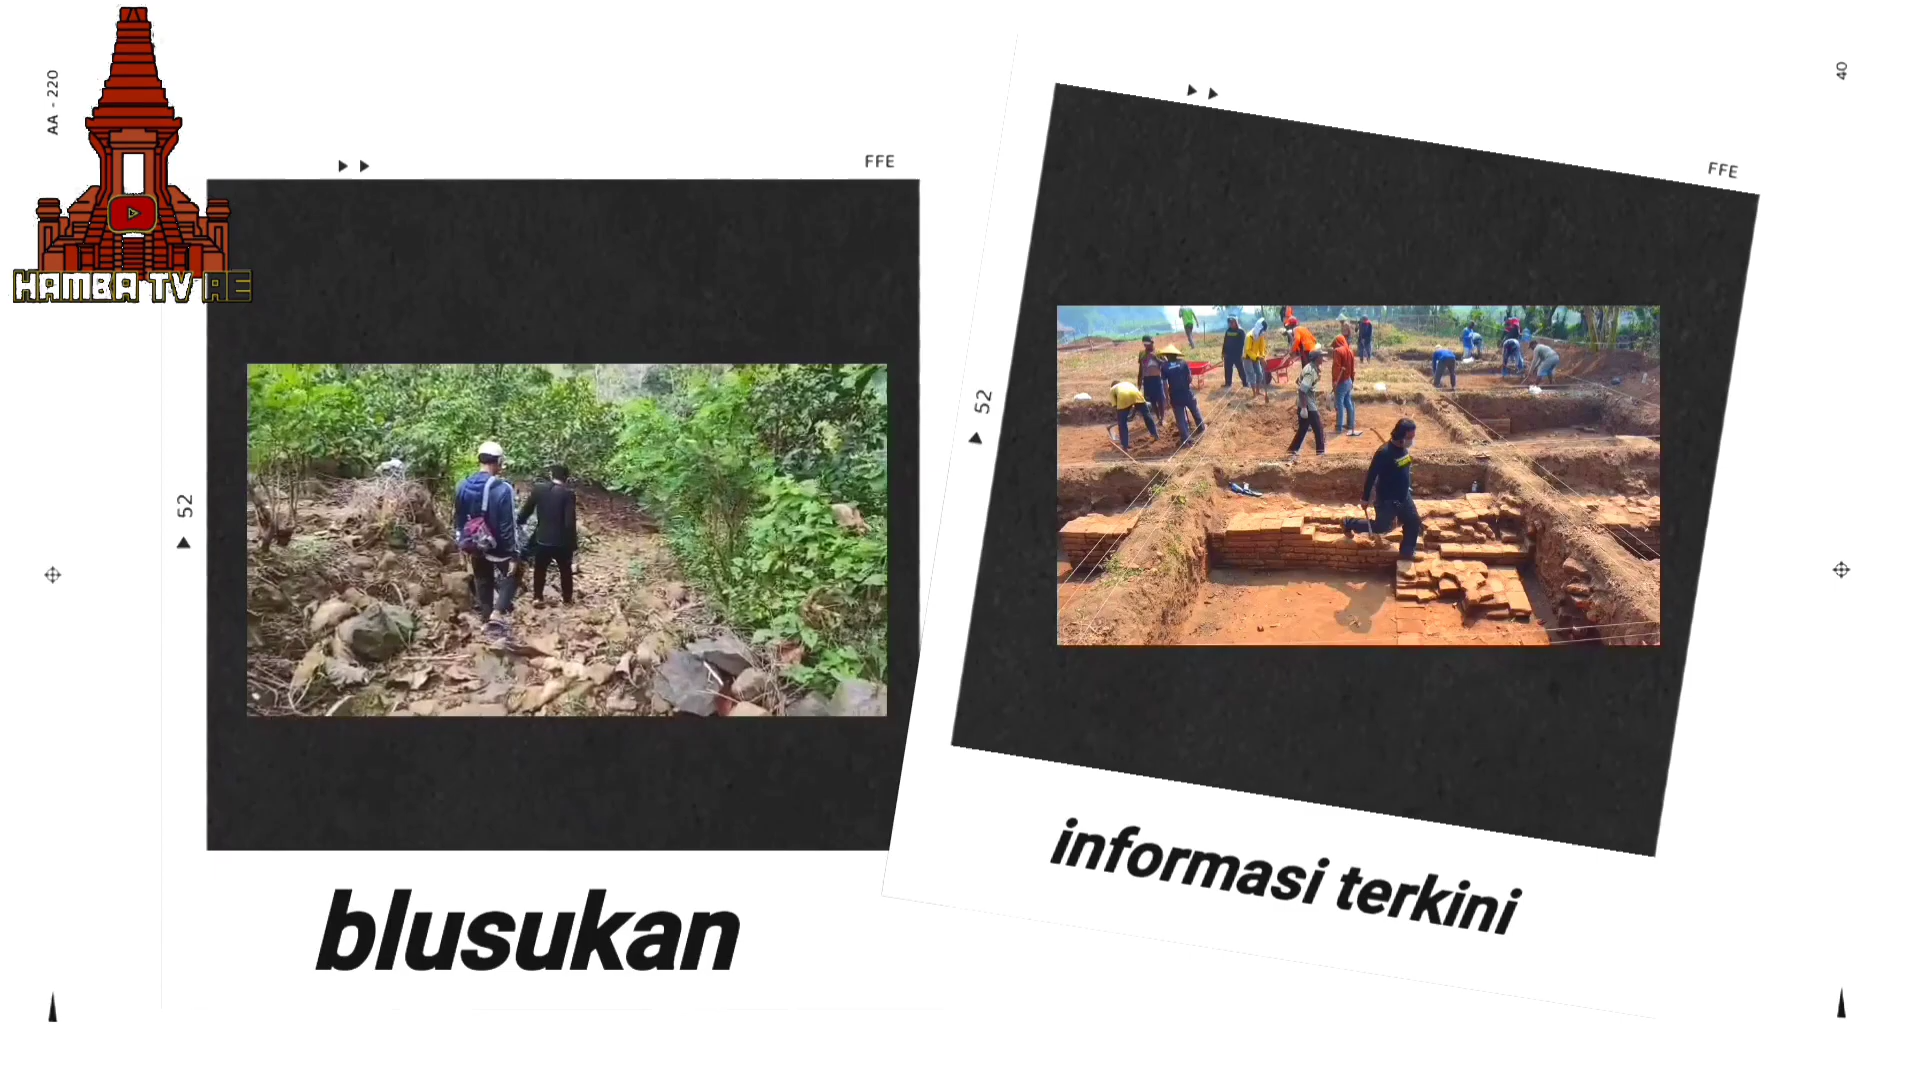 AA - 220
HAMBA TV AE
FFE
52
blusukan
FFE
52
informasi terkini
40